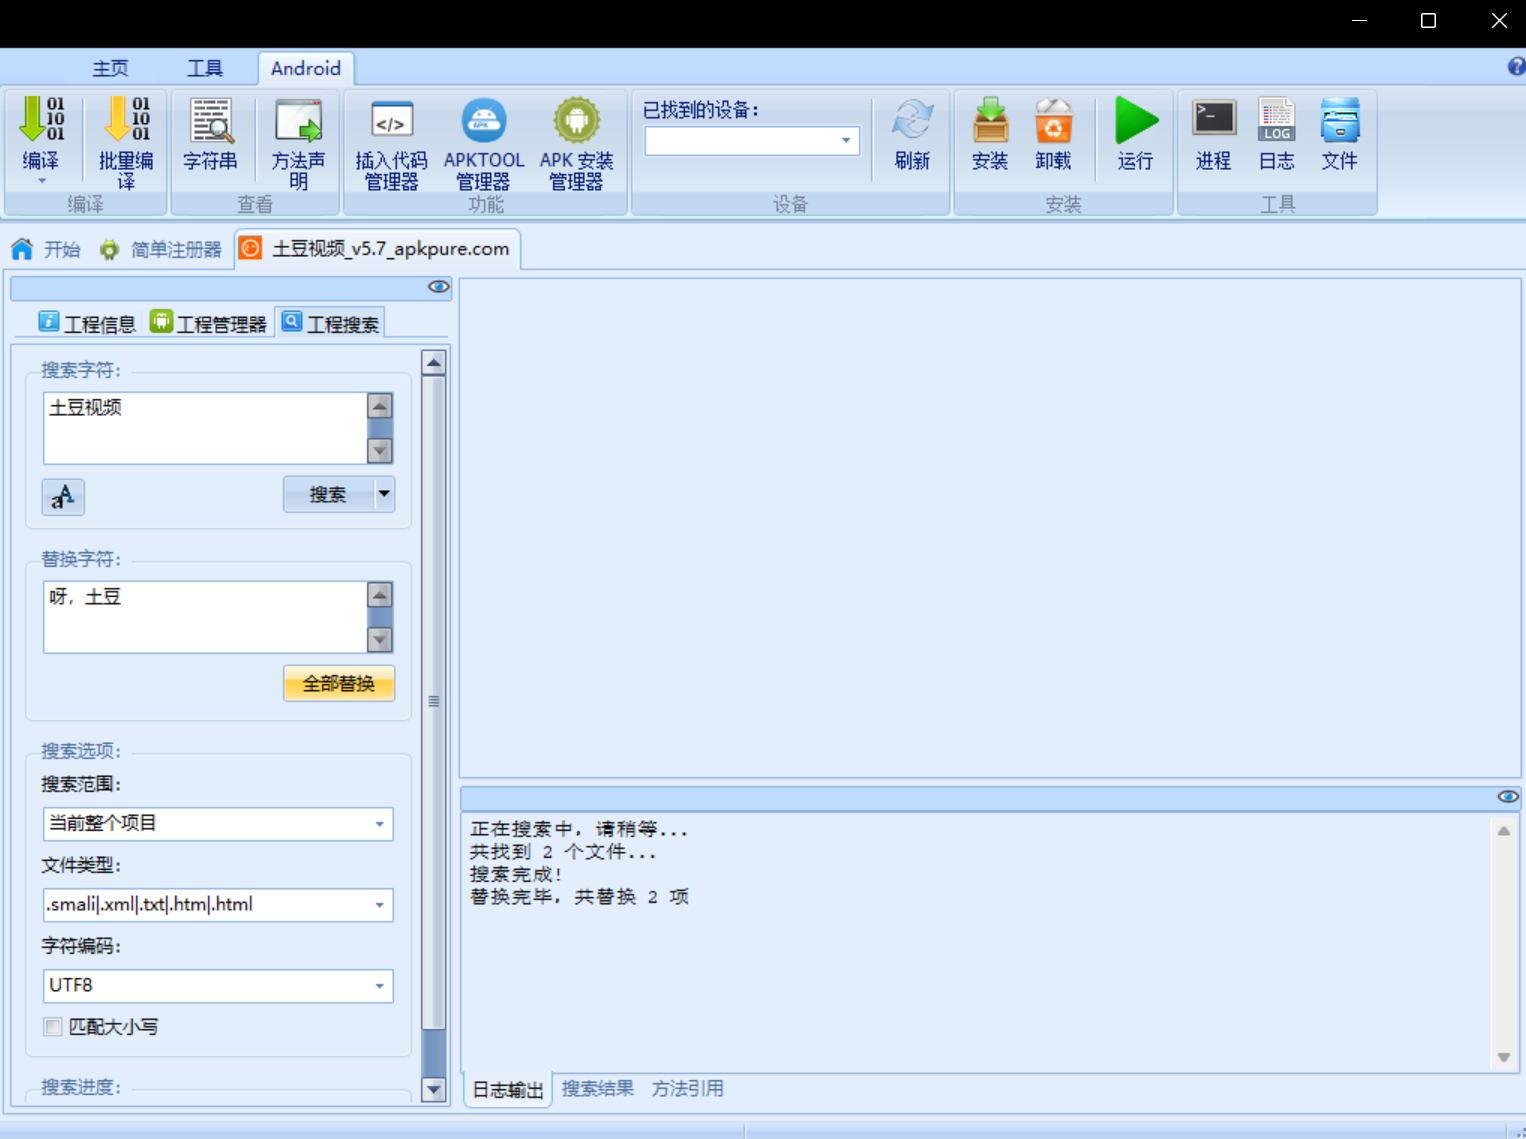 主页 工具 Android
已找到的设备:
编译 批量编译 字符串 方法声明 插入代码管理器 APKTOOL管理器 APK 安装管理器 刷新 安装 卸载 运行 进程 日志 文件
编译 查看 功能 设备 安装 工具
开始 简单注册器 土豆视频_v5.7_apkpure.com
工程信息 工程管理器 工程搜索
搜索字符:
土豆视频
搜索
替换字符:
呀，土豆
全部替换
搜索选项:
搜索范围:
当前整个项目
文件类型:
.smali|.xml|.txt|.htm|.html
字符编码:
UTF8
匹配大小写
搜索进度:
正在搜索中，请稍等...
共找到 2 个文件...
搜索完成!
替换完毕，共替换 2 项
日志输出 搜索结果 方法引用